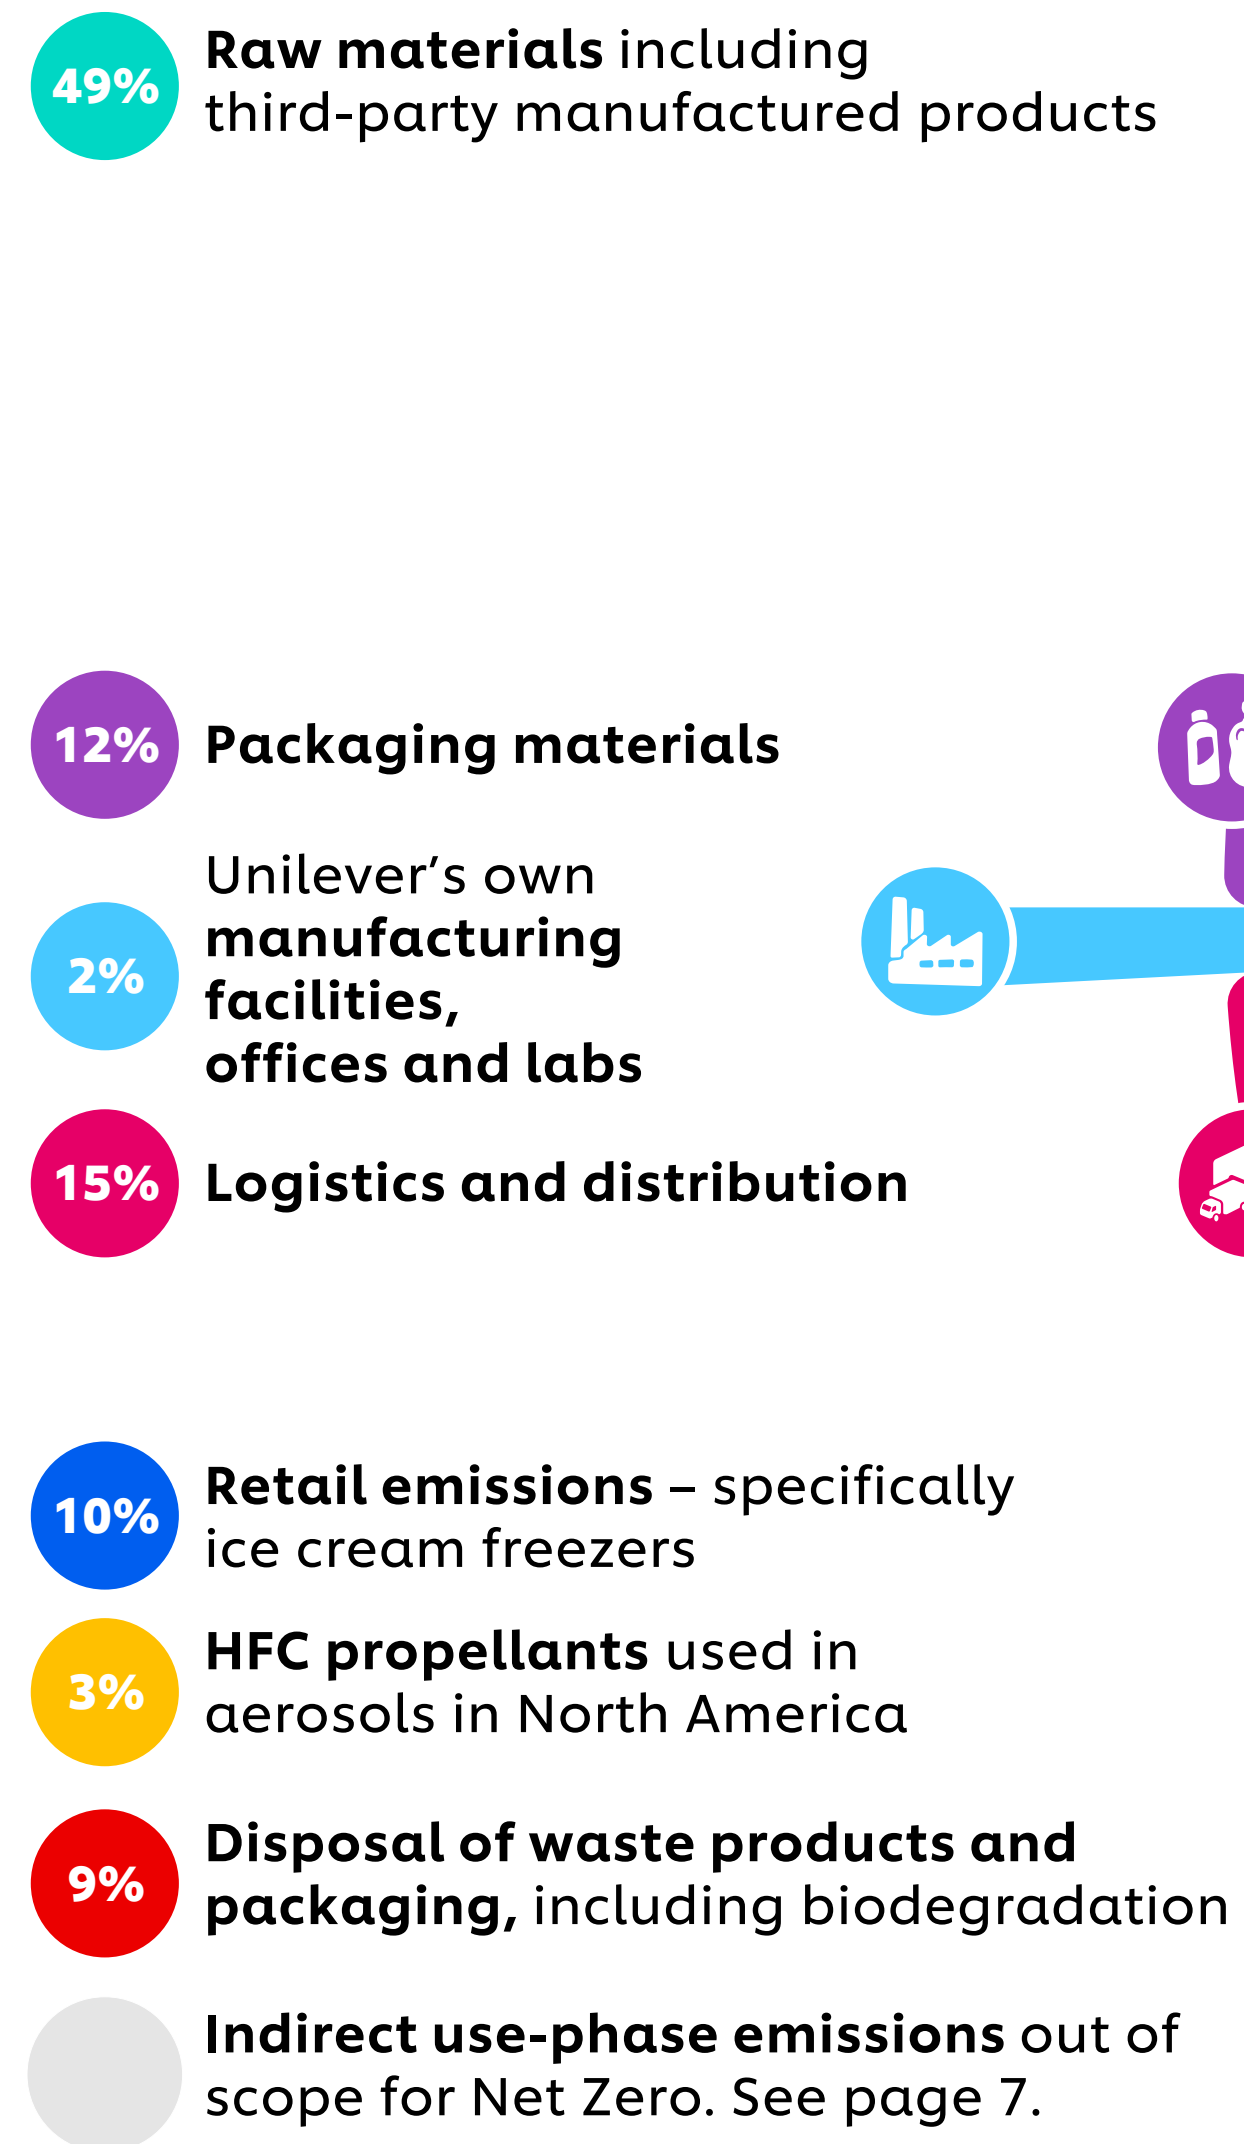 49%
Raw materials including
third-party manufactured products
12%
Packaging materials
2%
Unilever’s own
manufacturing
facilities,
offices and labs
15%
Logistics and distribution
10%
Retail emissions – specifically
ice cream freezers
3%
HFC propellants used in
aerosols in North America
9%
Disposal of waste products and
packaging, including biodegradation
Indirect use-phase emissions out of
scope for Net Zero. See page 7.